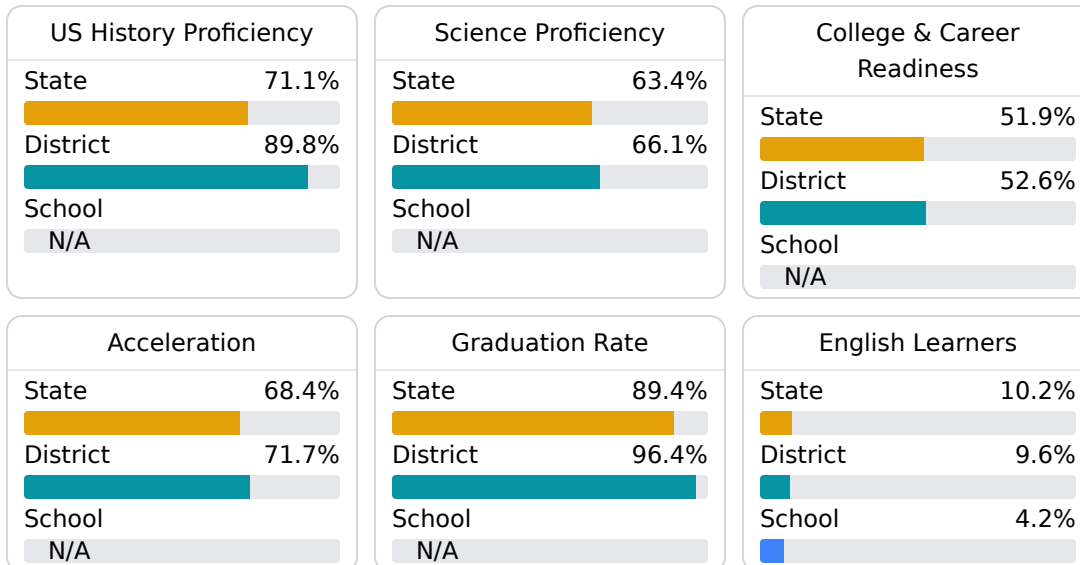 US History Proficiency
State 71.1%
District 89.8%
School
N/A
Science Proficiency
State 63.4%
District 66.1%
School
N/A
College & Career
Readiness
State 51.9%
District 52.6%
School
N/A
Acceleration
State 68.4%
District 71.7%
School
N/A
Graduation Rate
State 89.4%
District 96.4%
School
N/A
English Learners
State 10.2%
District 9.6%
School 4.2%